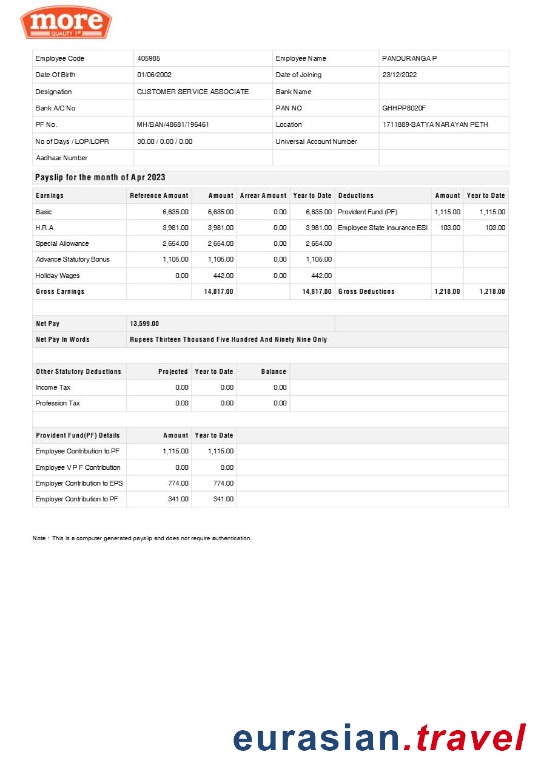 more
QUALITY 1ST
Employee Code 405985 Employee Name PANDURANGA P
Date Of Birth 01/06/2002 Date of Joining 23/12/2022
Designation CUSTOMER SERVICE ASSOCIATE Bank Name
Bank A/C No PAN NO GHHPP8020F
PF No. MH/BAN/48681/196461 Location 1711889-SATYA NARAYAN PETH
No of Days / LOP/LOPR 30.00 / 0.00 / 0.00 Universal Account Number
Aadhaar Number
Payslip for the month of Apr 2023
Earnings Reference Amount Amount Arrear Amount Year to Date Deductions Amount Year to Date
Basic 6,635.00 6,635.00 0.00 6,635.00 Provident Fund (PF) 1,115.00 1,115.00
H.R.A 3,981.00 3,981.00 0.00 3,981.00 Employee State Insurance ESI 103.00 103.00
Special Allowance 2,654.00 2,654.00 0.00 2,654.00
Advance Statutory Bonus 1,105.00 1,105.00 0.00 1,105.00
Holiday Wages 0.00 442.00 0.00 442.00
Gross Earnings 14,817.00 14,817.00 Gross Deductions 1,218.00 1,218.00
Net Pay 13,599.00
Net Pay In Words Rupees Thirteen Thousand Five Hundred And Ninety Nine Only
Other Statutory Deductions Projected Year to Date Balance
Income Tax 0.00 0.00 0.00
Profession Tax 0.00 0.00 0.00
Provident Fund(PF) Details Amount Year to Date
Employee Contribution to PF 1,115.00 1,115.00
Employee V P F Contribution 0.00 0.00
Employer Contribution to EPS 774.00 774.00
Employer Contribution to PF 341.00 341.00
Note : This is a computer generated payslip and does not require authentication.
eurasian.travel